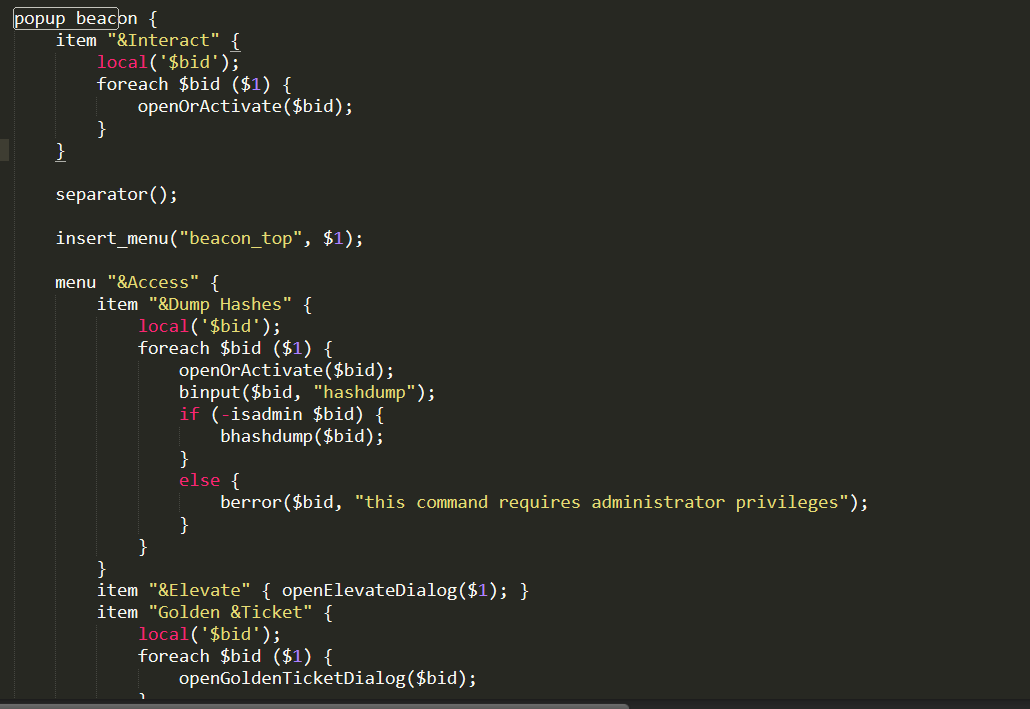 popup beacon {
    item "&Interact" {
        local('$bid');
        foreach $bid ($1) {
            openOrActivate($bid);
        }
    }
    separator();
    insert_menu("beacon_top", $1);
    menu "&Access" {
        item "&Dump Hashes" {
            local('$bid');
            foreach $bid ($1) {
                openOrActivate($bid);
                binput($bid, "hashdump");
                if (-isadmin $bid) {
                    bhashdump($bid);
                }
                else {
                    berror($bid, "this command requires administrator privileges");
                }
            }
        }
        item "&Elevate" { openElevateDialog($1); }
        item "Golden &Ticket" {
            local('$bid');
            foreach $bid ($1) {
                openGoldenTicketDialog($bid);
            }